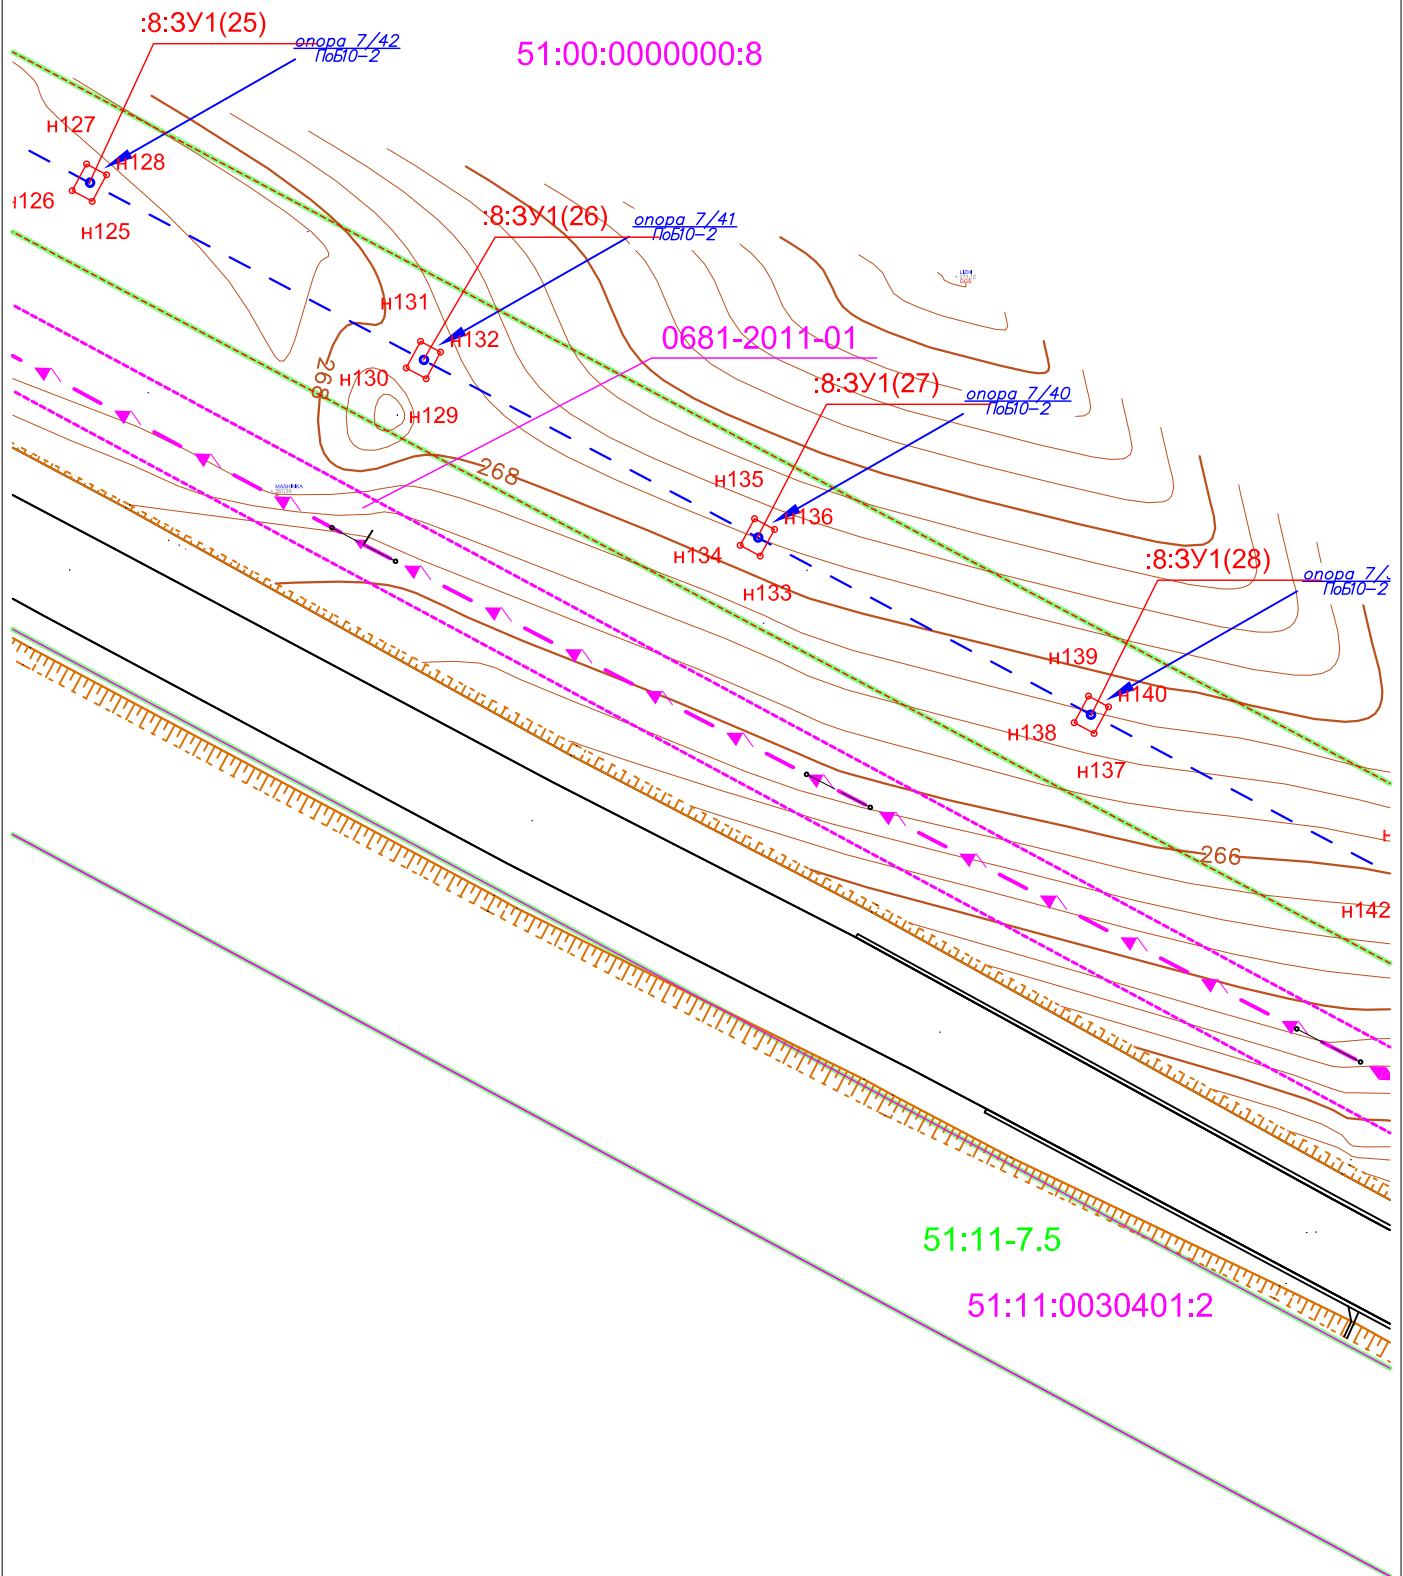 :8:ЗУ1(25)
опора 7/42
ПоБ10-2
51:00:0000000:8
н127
н128
н126
н125
:8:ЗУ1(26)
опора 7/41
ПоБ10-2
н131
н132
0681-2011-01
268
н130
н129
:8:ЗУ1(27)
опора 7/40
ПоБ10-2
268
н135
MASHINKA
н136
н134
н133
:8:ЗУ1(28)
опора 7/
ПоБ10-2
н139
н140
н138
н137
266
н142
51:11-7.5
51:11:0030401:2